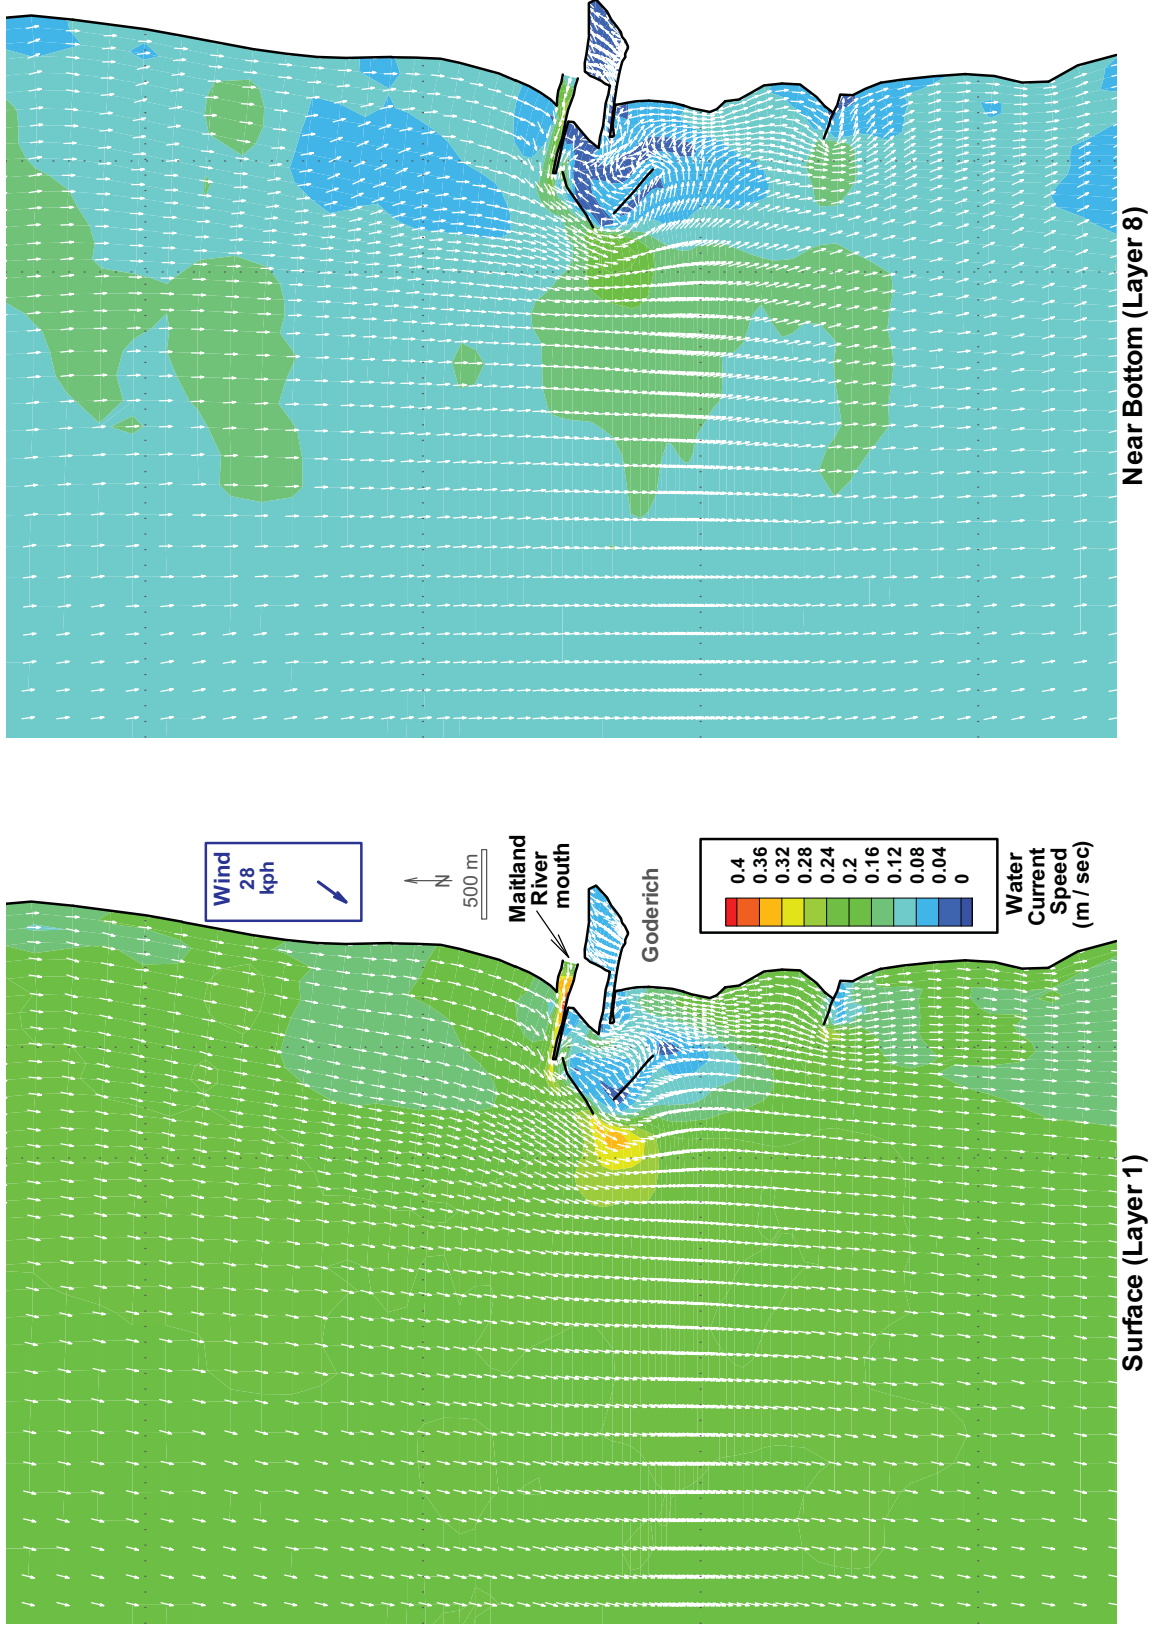 Wind
28
kph
N
500 m
Maitland
River
mouth
Goderich
0.4
0.36
0.32
0.28
0.24
0.2
0.16
0.12
0.08
0.04
0
Water
Current
Speed
(m / sec)
Surface (Layer 1)
Near Bottom (Layer 8)